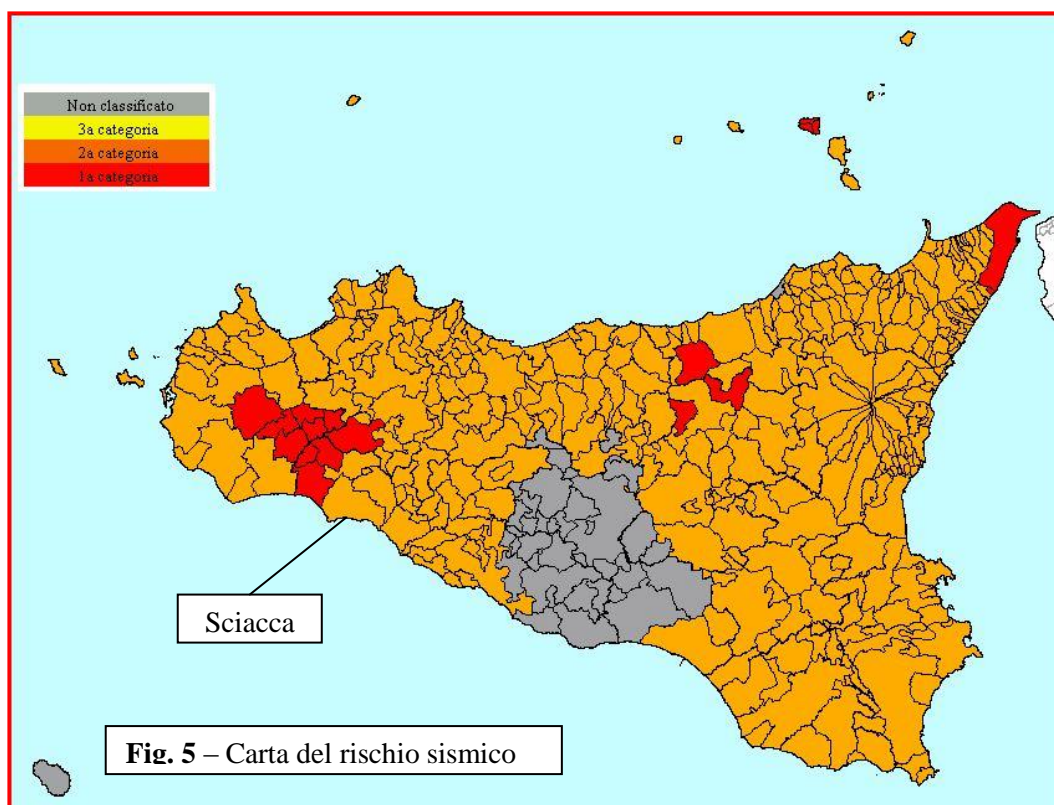 Non classificato
3a categoria
2a categoria
1a categoria
Sciacca
Fig. 5 – Carta del rischio sismico